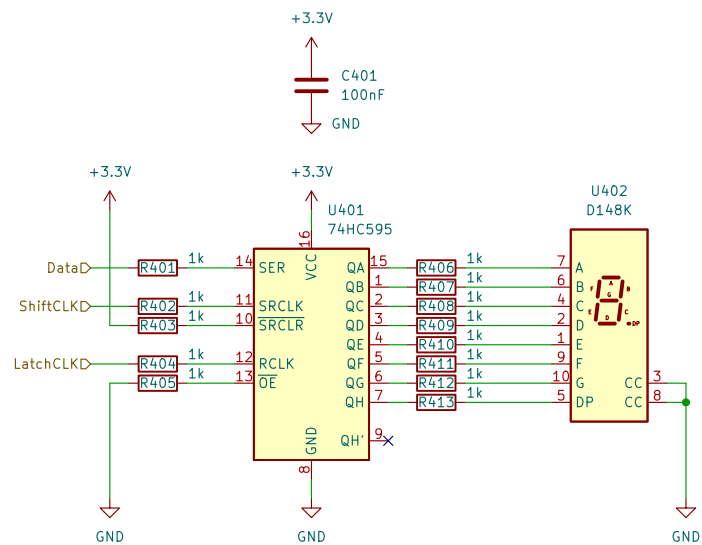 +3.3V
C401
100nF
GND
+3.3V
+3.3V
U401
74HC595
U402
D148K
Data
R401
1k
14
SER
ShiftCLK
R402
1k
11
SRCLK
R403
1k
10
SRCLR
LatchCLK
R404
1k
12
RCLK
R405
1k
13
OE
16
VCC
GND
8
QA
15
R406
1k
7
A
QB
1
R407
1k
6
B
QC
2
R408
1k
4
C
QD
3
R409
1k
2
D
QE
4
R410
1k
1
E
QF
5
R411
1k
9
F
QG
6
R412
1k
10
G
QH
7
R413
1k
5
DP
QH'
9
A
F
B
G
E
C
D
DP
CC
3
CC
8
GND
GND
GND